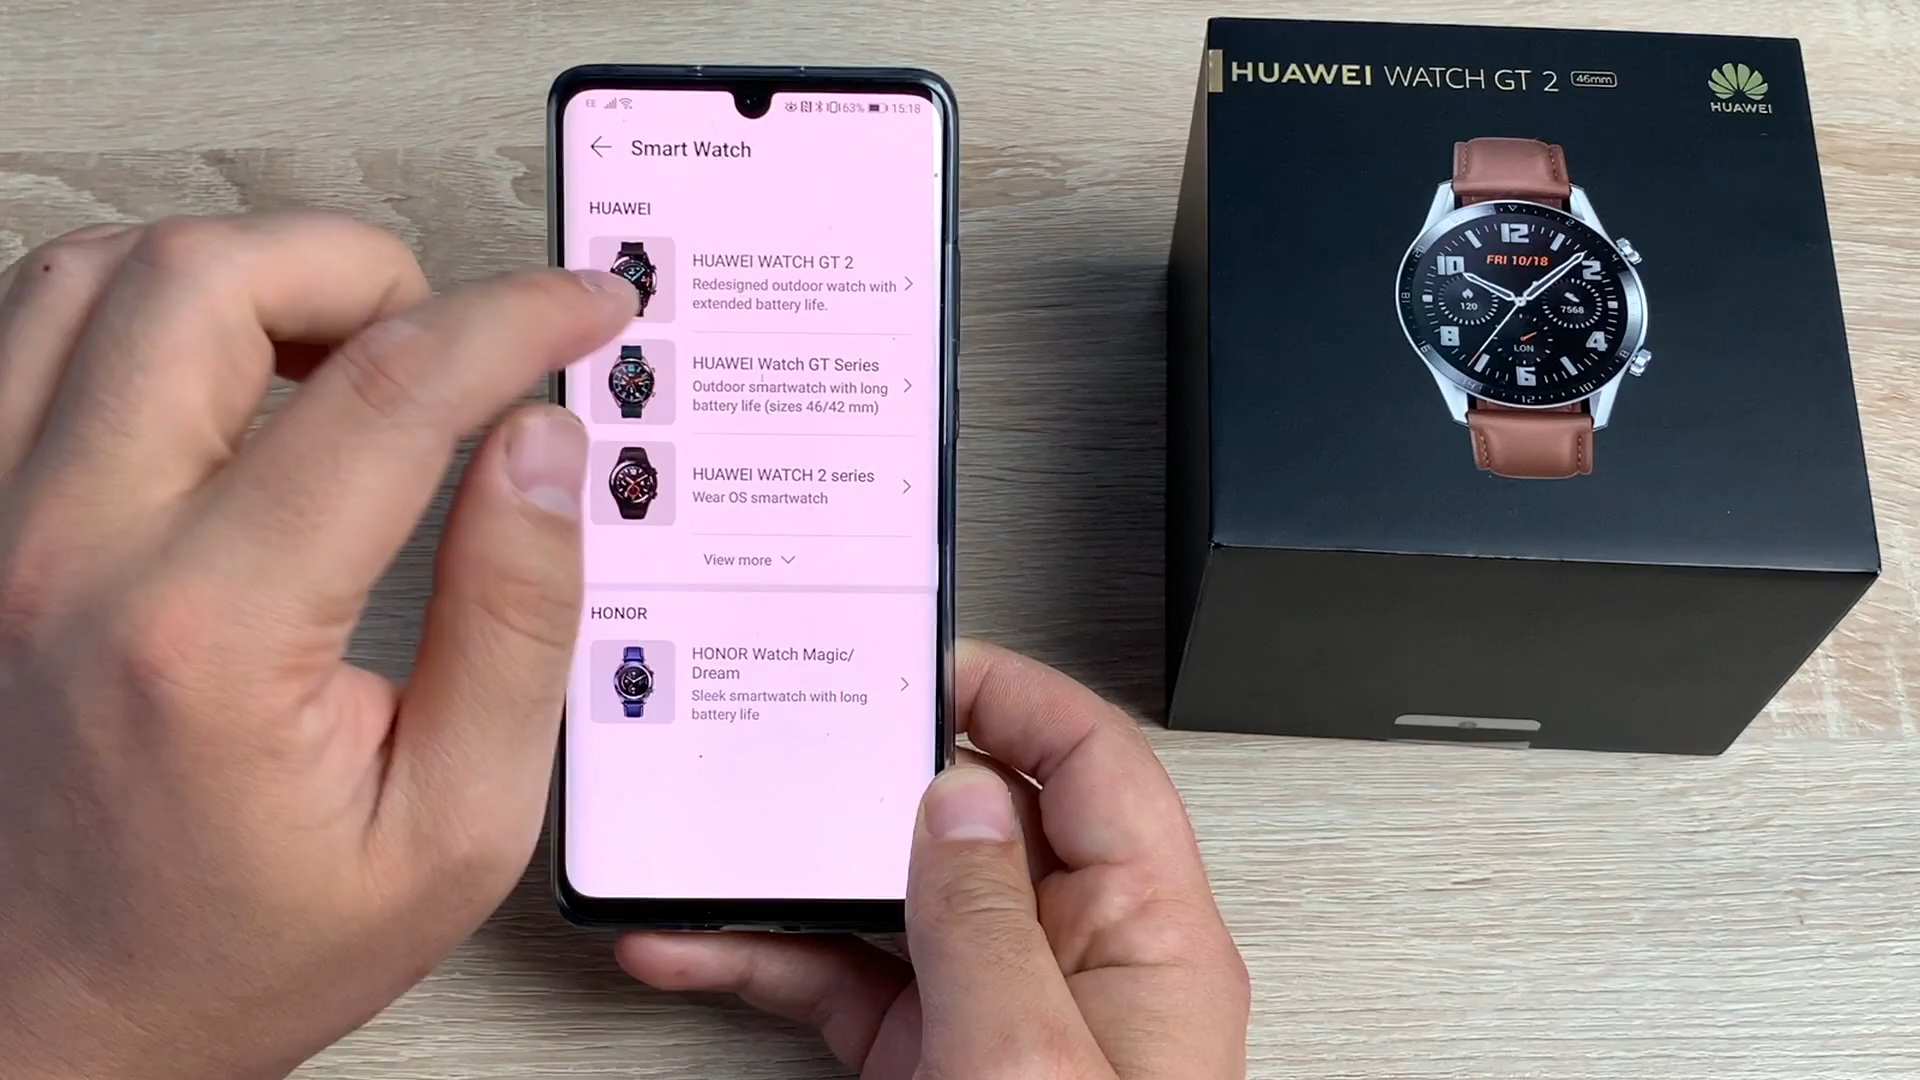 EE 63% 15:18
Smart Watch
HUAWEI
HUAWEI WATCH GT 2
Redesigned outdoor watch with
extended battery life.
HUAWEI Watch GT Series
Outdoor smartwatch with long
battery life (sizes 46/42 mm)
HUAWEI WATCH 2 series
Wear OS smartwatch
View more
HONOR
HONOR Watch Magic/
Dream
Sleek smartwatch with long
battery life
HUAWEI WATCH GT 2 46mm
HUAWEI
12
FRI 10/18
10 2
120 7568
8 4
LON
6